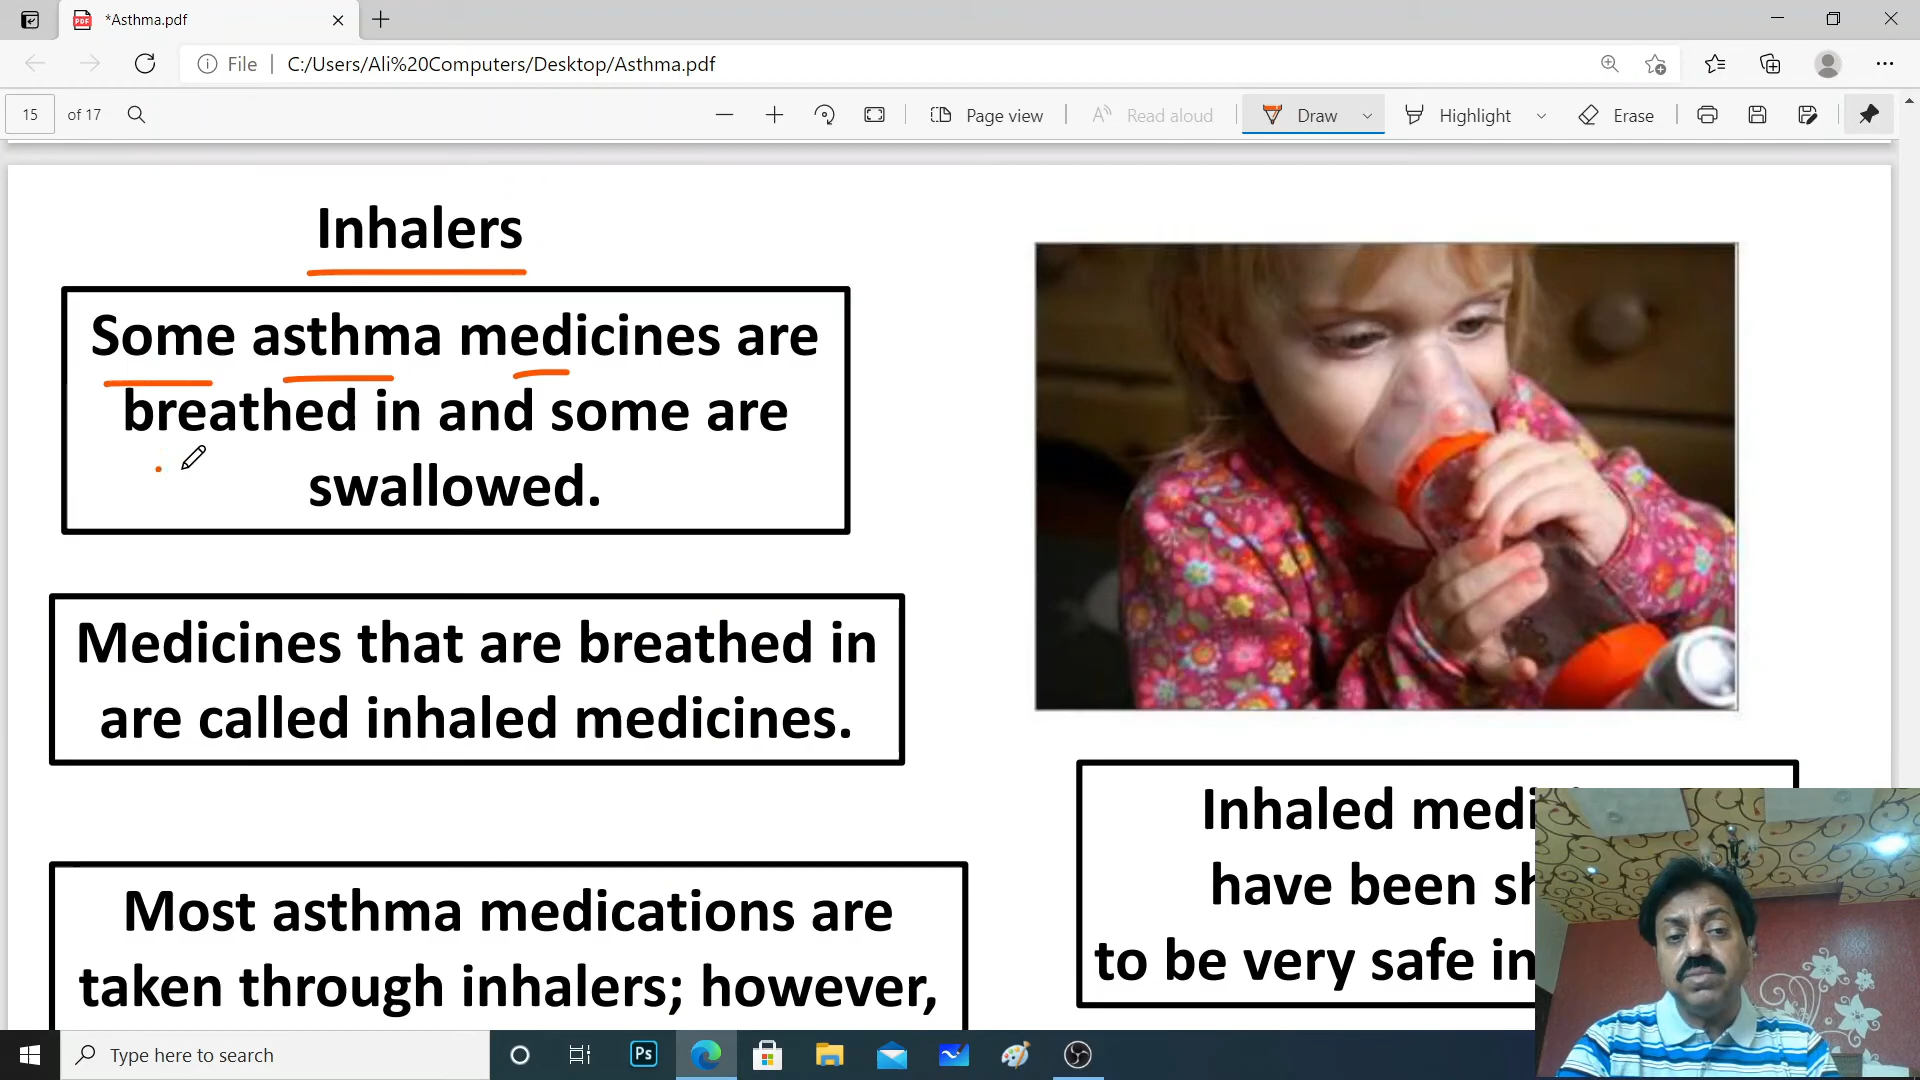 *Asthma.pdf
File
C:/Users/Ali%20Computers/Desktop/Asthma.pdf
15 of 17
Page view
Read aloud
Draw
Highlight
Erase
Inhalers
Some asthma medicines are
breathed in and some are
swallowed.
Medicines that are breathed in
are called inhaled medicines.
Most asthma medications are
taken through inhalers; however,
Inhaled
have been
to be very safe in
Type here to search
Ps